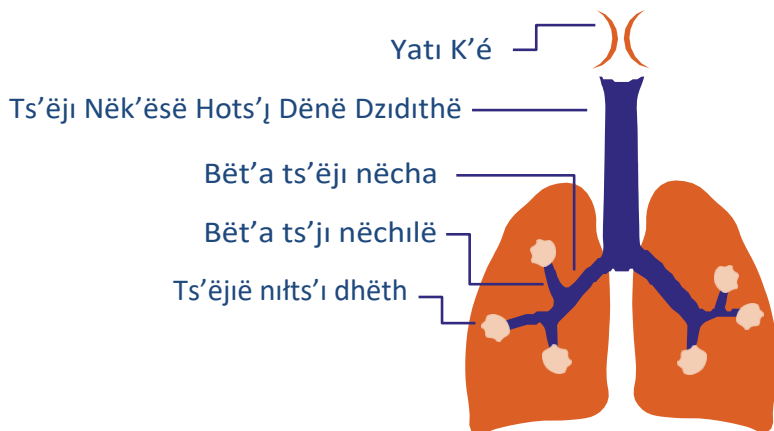 Yatı K’é
Ts’ëjı Nëk’ësë Hots’į Dënë Dzıdıthë
Bët’a ts’ëjı nëcha
Bët’a ts’jı nëchılë
Ts’ëjıë nıłts’ı dhëth